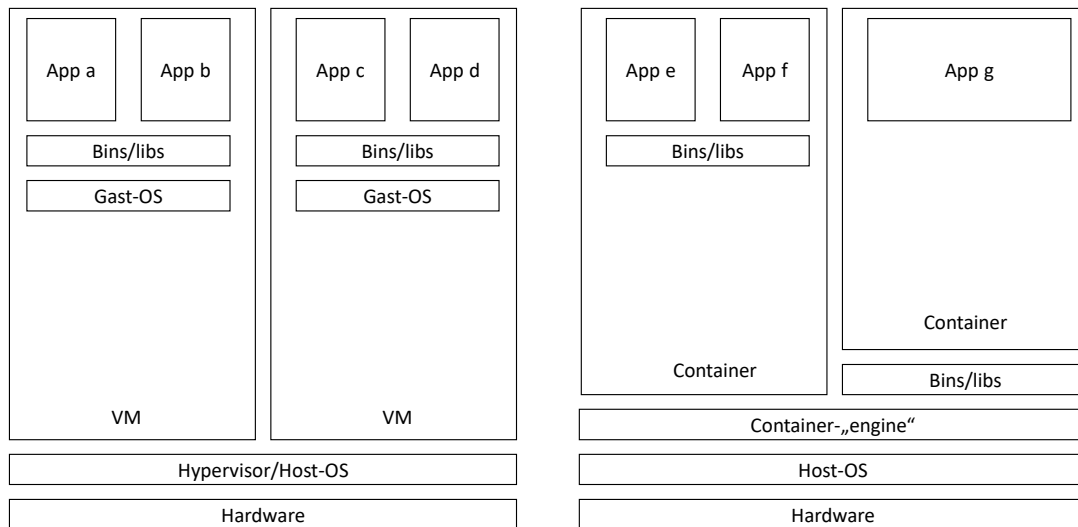 App a
App b
Bins/libs
Gast-OS
VM
App c
App d
Bins/libs
Gast-OS
VM
Hypervisor/Host-OS
Hardware
App e
App f
Bins/libs
Container
App g
Container
Bins/libs
Container-„engine“
Host-OS
Hardware